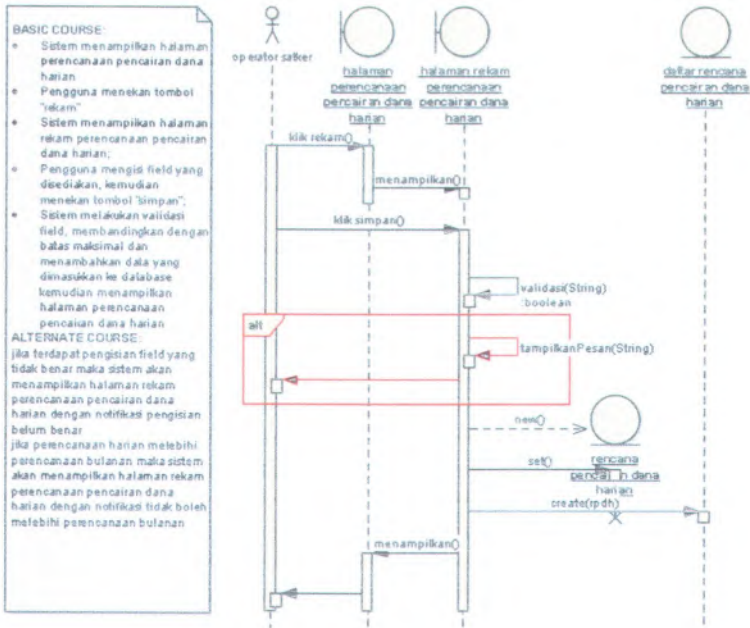 BASIC COURSE:
• Sistem menampilkan halaman
perencanaan pencairan dana
harian
• Pengguna menekan tombol
"rekam"
• Sistem menampilkan halaman
rekam perencanaan pencairan
dana harian;
• Pengguna mengisi field yang
disediakan, kemudian
menekan tombol "simpan";
• Sistem melakukan validasi
field, membandingkan dengan
batas maksimal dan
menambahkan data yang
dimasukkan ke database
kemudian menampilkan
halaman perencanaan
pencairan dana harian
ALTERNATE COURSE:
jika terdapat pengisian field yang
tidak benar maka sistem akan
menampilkan halaman rekam
perencanaan pencairan dana
harian dengan notifikasi pengisian
belum benar
jika perencanaan harian melebihi
perencanaan bulanan maka sistem
akan menampilkan halaman rekam
perencanaan pencairan dana
harian dengan notifikasi tidak boleh
melebihi perencanaan bulanan
operator satker
halaman
perencanaan
pencairan dana
harian
halaman rekam
perencanaan
pencairan dana
harian
daftar rencana
pencairan dana
harian
klik rekam()
menampilkan()
klik simpan()
validasi(String)
:boolean
alt
tampilkanPesan(String)
new()
set()
rencana
pencai n dana
harian
create(rpdh)
menampilkan()